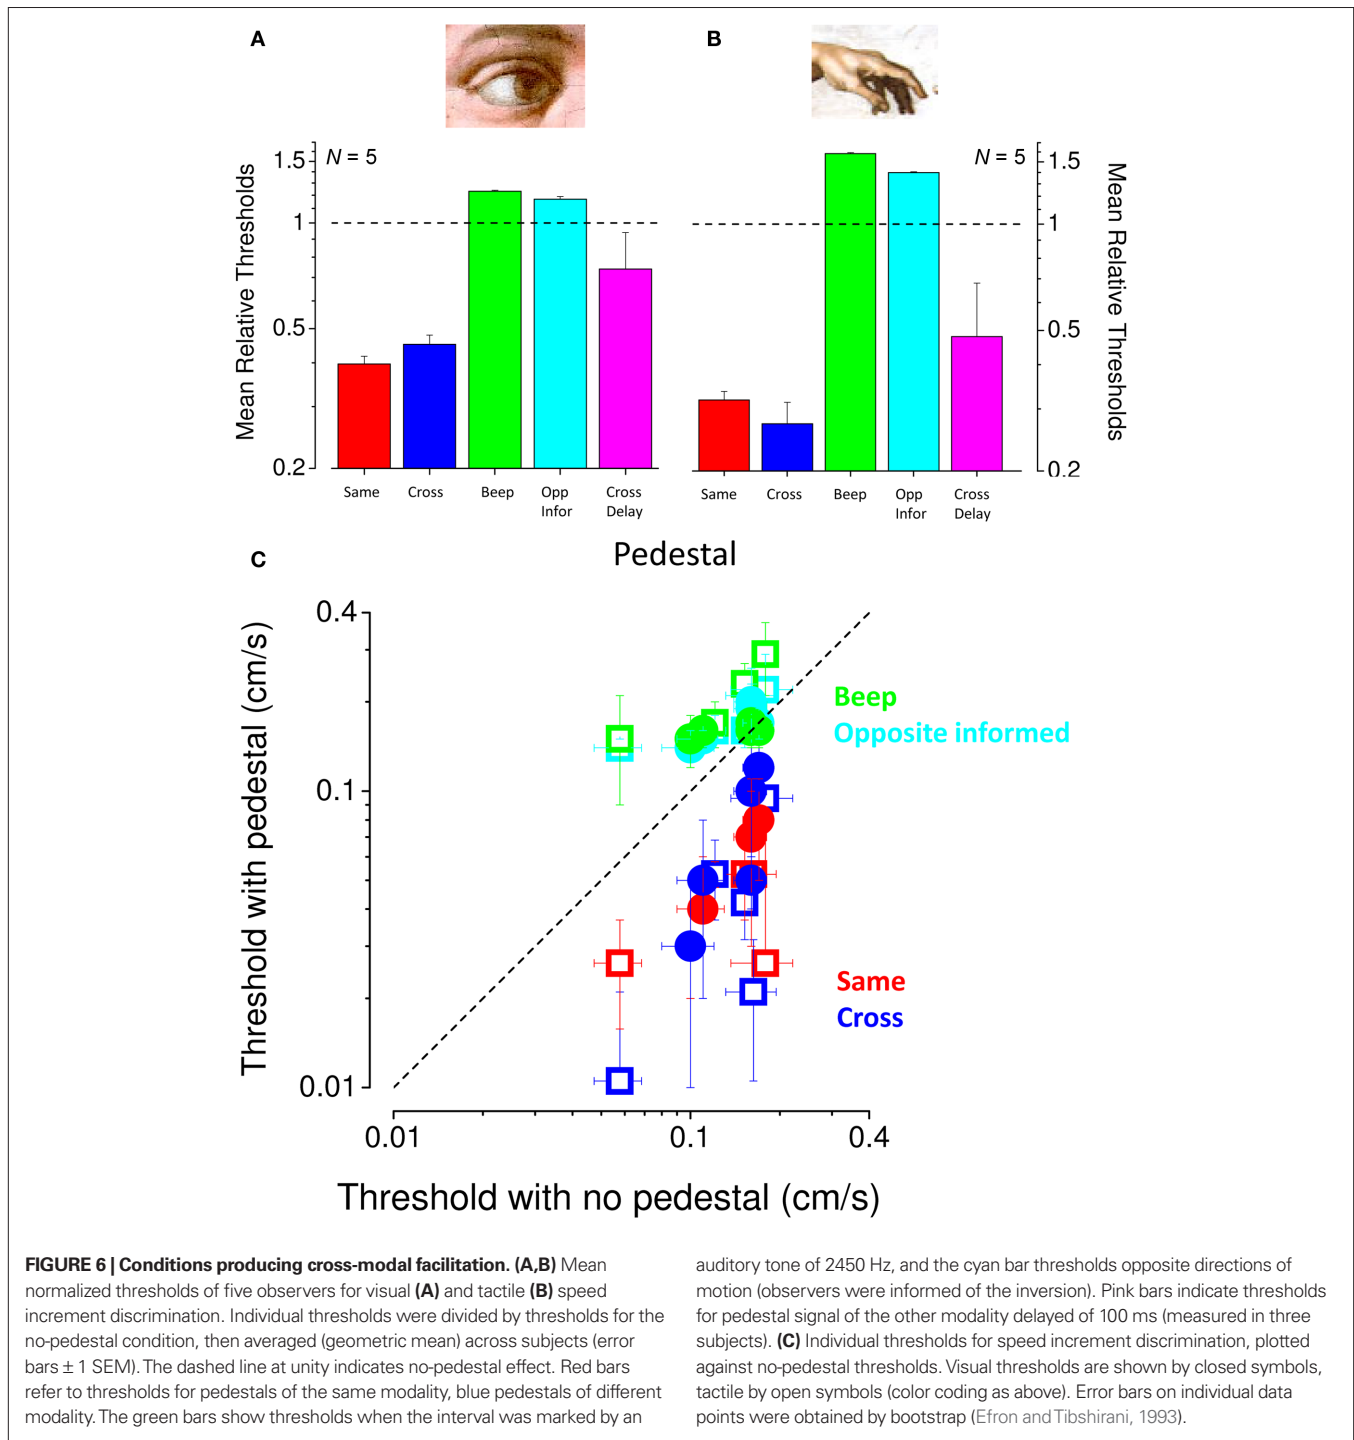 A
B
N = 5
N = 5
Mean Relative Thresholds
1.5
1
0.5
0.2
1.5
1
0.5
0.2
Mean Relative Thresholds
Same Cross Beep Opp Infor Cross Delay
Same Cross Beep Opp Infor Cross Delay
Pedestal
C
Threshold with pedestal (cm/s)
0.4
0.1
0.01
Beep
Opposite informed
Same
Cross
0.01 0.1 0.4
Threshold with no pedestal (cm/s)
FIGURE 6 | Conditions producing cross-modal facilitation. (A,B) Mean
normalized thresholds of five observers for visual (A) and tactile (B) speed
increment discrimination. Individual thresholds were divided by thresholds for the
no-pedestal condition, then averaged (geometric mean) across subjects (error
bars ± 1 SEM). The dashed line at unity indicates no-pedestal effect. Red bars
refer to thresholds for pedestals of the same modality, blue pedestals of different
modality. The green bars show thresholds when the interval was marked by an
auditory tone of 2450 Hz, and the cyan bar thresholds opposite directions of
motion (observers were informed of the inversion). Pink bars indicate thresholds
for pedestal signal of the other modality delayed of 100 ms (measured in three
subjects). (C) Individual thresholds for speed increment discrimination, plotted
against no-pedestal thresholds. Visual thresholds are shown by closed symbols,
tactile by open symbols (color coding as above). Error bars on individual data
points were obtained by bootstrap (Efron and Tibshirani, 1993).